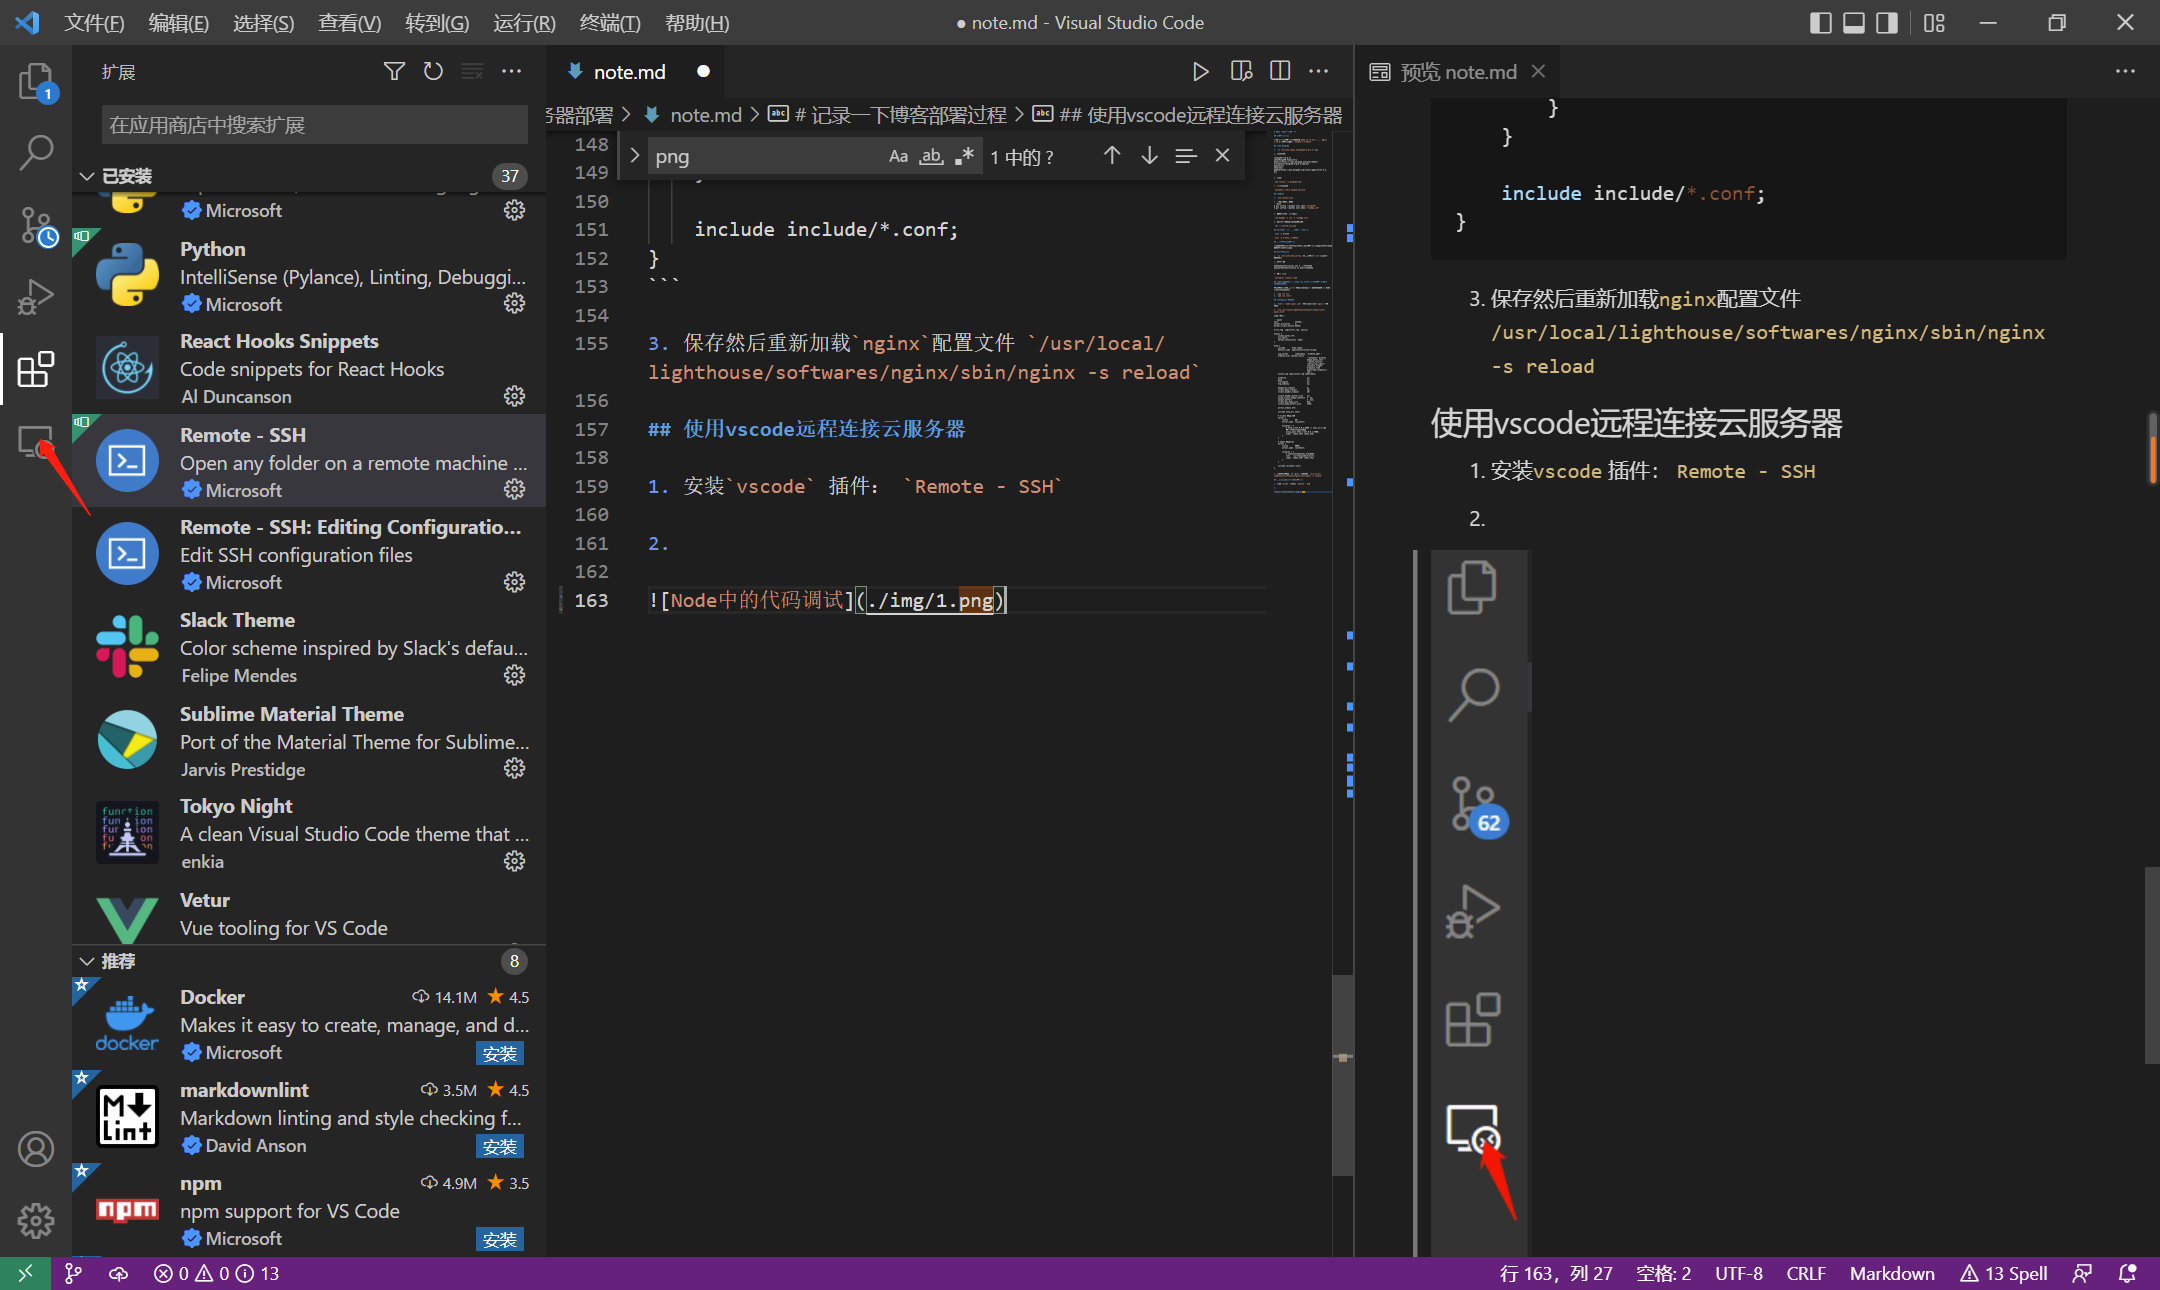 文件(F) 编辑(E) 选择(S) 查看(V) 转到(G) 运行(R) 终端(T) 帮助(H)
● note.md - Visual Studio Code
1
扩展
在应用商店中搜索扩展
已安装 37
Microsoft
Python
IntelliSense (Pylance), Linting, Debuggi...
Microsoft
React Hooks Snippets
Code snippets for React Hooks
Al Duncanson
Remote - SSH
Open any folder on a remote machine ...
Microsoft
Remote - SSH: Editing Configuratio...
Edit SSH configuration files
Microsoft
Slack Theme
Color scheme inspired by Slack's defau...
Felipe Mendes
Sublime Material Theme
Port of the Material Theme for Sublime...
Jarvis Prestidge
Tokyo Night
A clean Visual Studio Code theme that ...
enkia
Vetur
Vue tooling for VS Code
推荐 8
Docker 14.1M ★ 4.5
Makes it easy to create, manage, and d...
Microsoft 安装
docker
markdownlint 3.5M ★ 4.5
Markdown linting and style checking f...
David Anson 安装
M Lint
npm 4.9M ★ 3.5
npm support for VS Code
Microsoft 安装
npm
note.md ●
务器部署 > note.md > # 记录一下博客部署过程 > ## 使用vscode远程连接云服务器
png Aa ab .* 1 中的 ?
148
149
150
151 include include/*.conf;
152 }
153 ```
154
155 3. 保存然后重新加载`nginx`配置文件 `/usr/local/
lighthouse/softwares/nginx/sbin/nginx -s reload`
156
157 ## 使用vscode远程连接云服务器
158
159 1. 安装`vscode` 插件： `Remote - SSH`
160
161 2.
162
163 ![Node中的代码调试](./img/1.png)
预览 note.md
}
}
include include/*.conf;
}
3. 保存然后重新加载nginx配置文件
/usr/local/lighthouse/softwares/nginx/sbin/nginx
-s reload
使用vscode远程连接云服务器
1. 安装vscode 插件： Remote - SSH
2.
62
0 0 13
行 163，列 27 空格: 2 UTF-8 CRLF Markdown 13 Spell